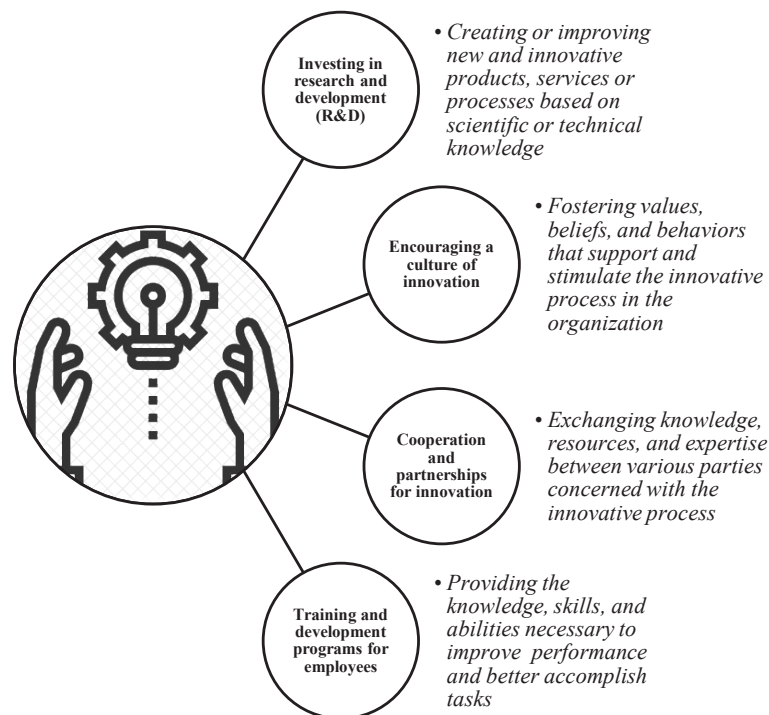 Investing in
research and
development
(R&D)
• Creating or improving
new and innovative
products, services or
processes based on
scientific or technical
knowledge
Encouraging a
culture of
innovation
• Fostering values,
beliefs, and behaviors
that support and
stimulate the innovative
process in the
organization
Cooperation
and
partnerships
for innovation
• Exchanging knowledge,
resources, and expertise
between various parties
concerned with the
innovative process
Training and
development
programs for
employees
• Providing the
knowledge, skills, and
abilities necessary to
improve  performance
and better accomplish
tasks